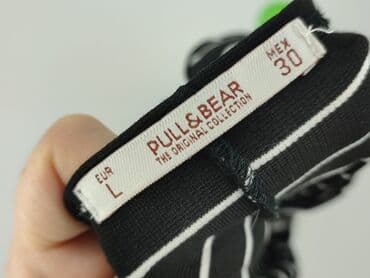 EUR
L
PULL&BEAR
THE ORIGINAL COLLECTION
MEX
30